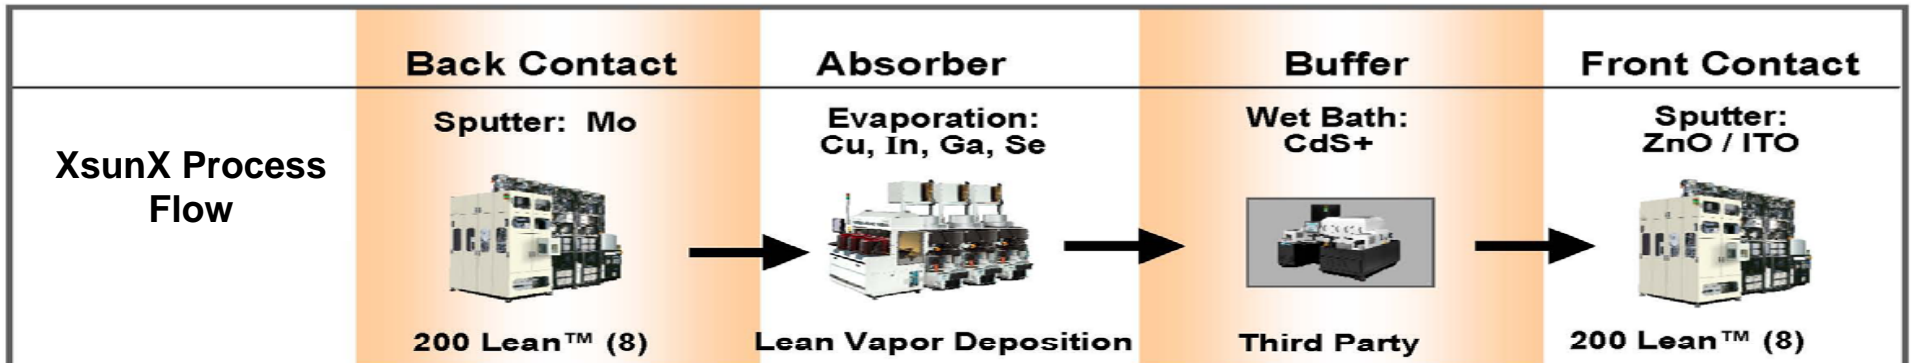 Back Contact Absorber Buffer Front Contact
XsunX Process
Flow
Sputter: Mo
Evaporation:
Cu, In, Ga, Se
Wet Bath:
CdS+
Sputter:
ZnO / ITO
200 Lean™ (8) Lean Vapor Deposition Third Party 200 Lean™ (8)